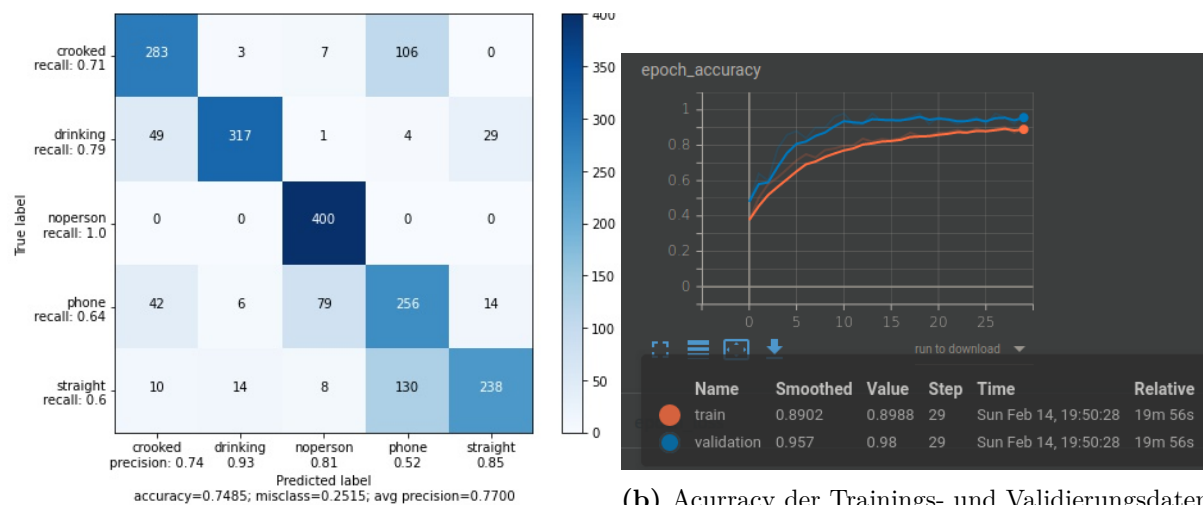 400
crooked
recall: 0.71
283 3 7 106 0
350
drinking
recall: 0.79
49 317 1 4 29
300
250
True label
noperson
recall: 1.0
0 0 400 0 0
200
150
phone
recall: 0.64
42 6 79 256 14
100
straight
recall: 0.6
10 14 8 130 238
50
0
crooked drinking noperson phone straight
precision: 0.74 0.93 0.81 0.52 0.85
Predicted label
accuracy=0.7485; misclass=0.2515; avg precision=0.7700
epoch_accuracy
1
0.8
0.6
0.4
0.2
0
0 5 10 15 20 25
run to download
Name Smoothed Value Step Time Relative
train 0.8902 0.8988 29 Sun Feb 14, 19:50:28 19m 56s
validation 0.957 0.98 29 Sun Feb 14, 19:50:28 19m 56s
(b) Acurracy der Trainings- und Validierungsdaten